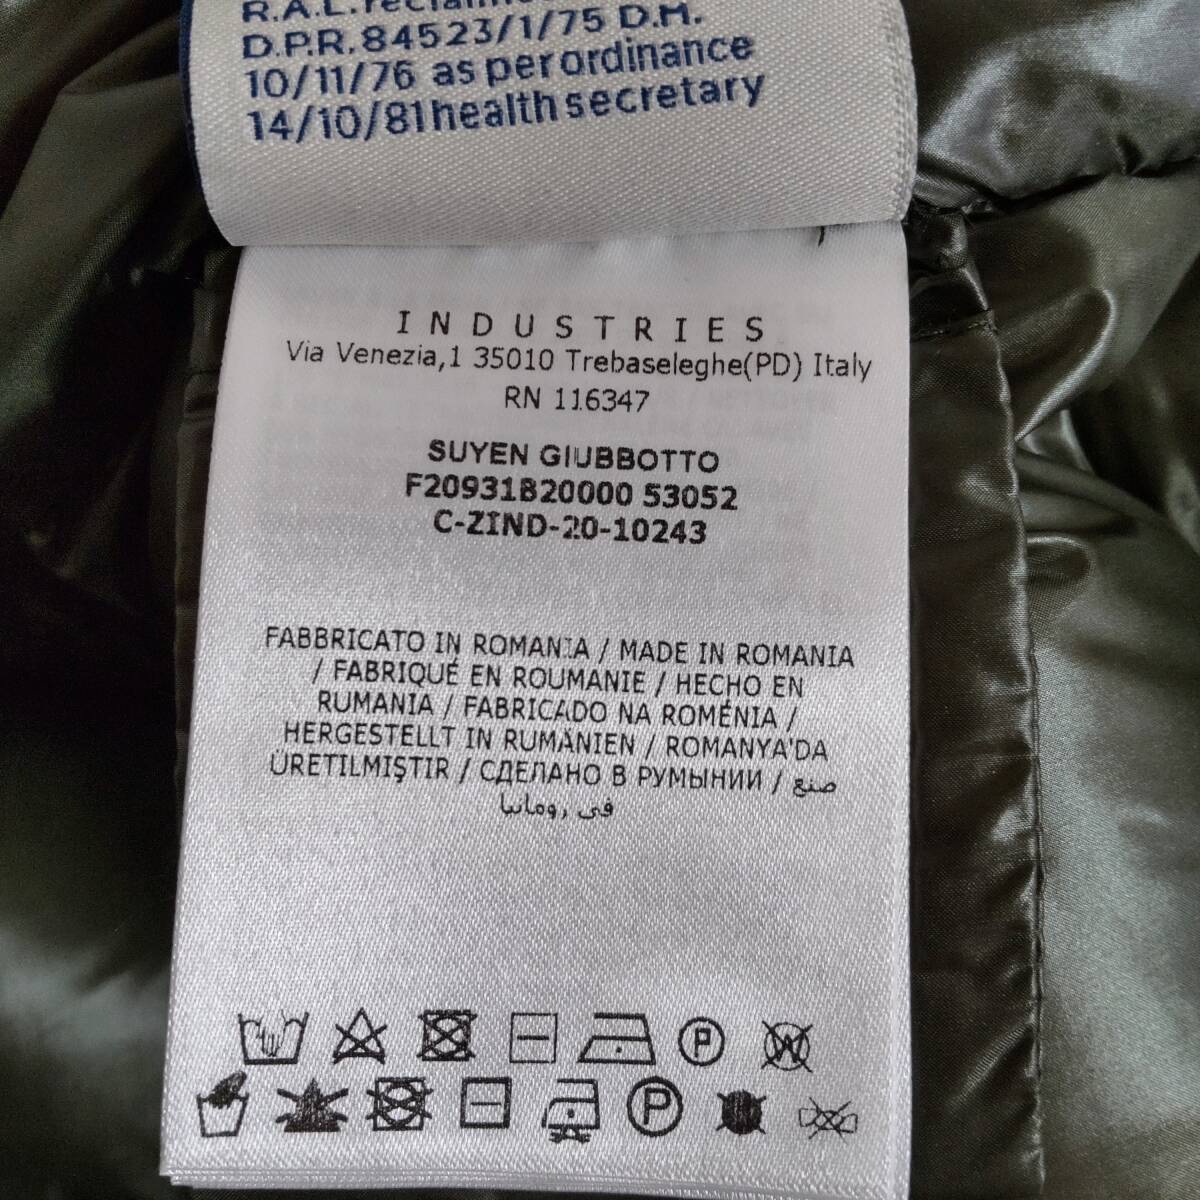 R.A.L.
D.P.R. 84523/1/75 D.M.
10/11/76 as per ordinance
14/10/81 health secretary
INDUSTRIES
Via Venezia,1 35010 Trebaseleghe(PD) Italy
RN 116347
SUYEN GIUBBOTTO
F20931B20000 53052
C-ZIND-20-10243
FABBRICATO IN ROMANIA / MADE IN ROMANIA
/ FABRIQUÉ EN ROUMANIE / HECHO EN
RUMANIA / FABRICADO NA ROMÉNIA /
HERGESTELLT IN RUMÄNIEN / ROMANYA'DA
ÜRETILMIŞTIR / СДЕЛАНО В РУМЫНИИ / صنع
في رومانيا
P
W
P